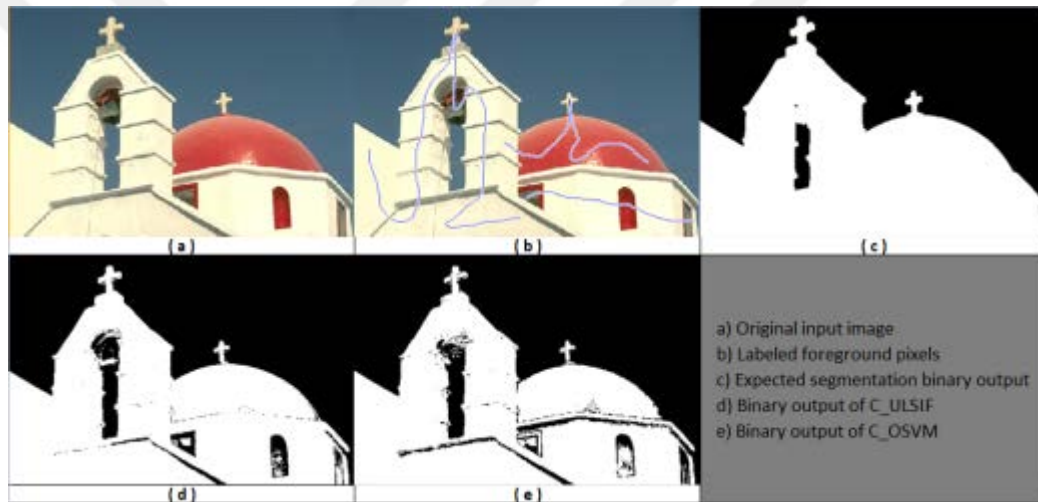 ( a )
( b )
( c )
( d )
( e )
a) Original input image
b) Labeled foreground pixels
c) Expected segmentation binary output
d) Binary output of C_ULSIF
e) Binary output of C_OSVM